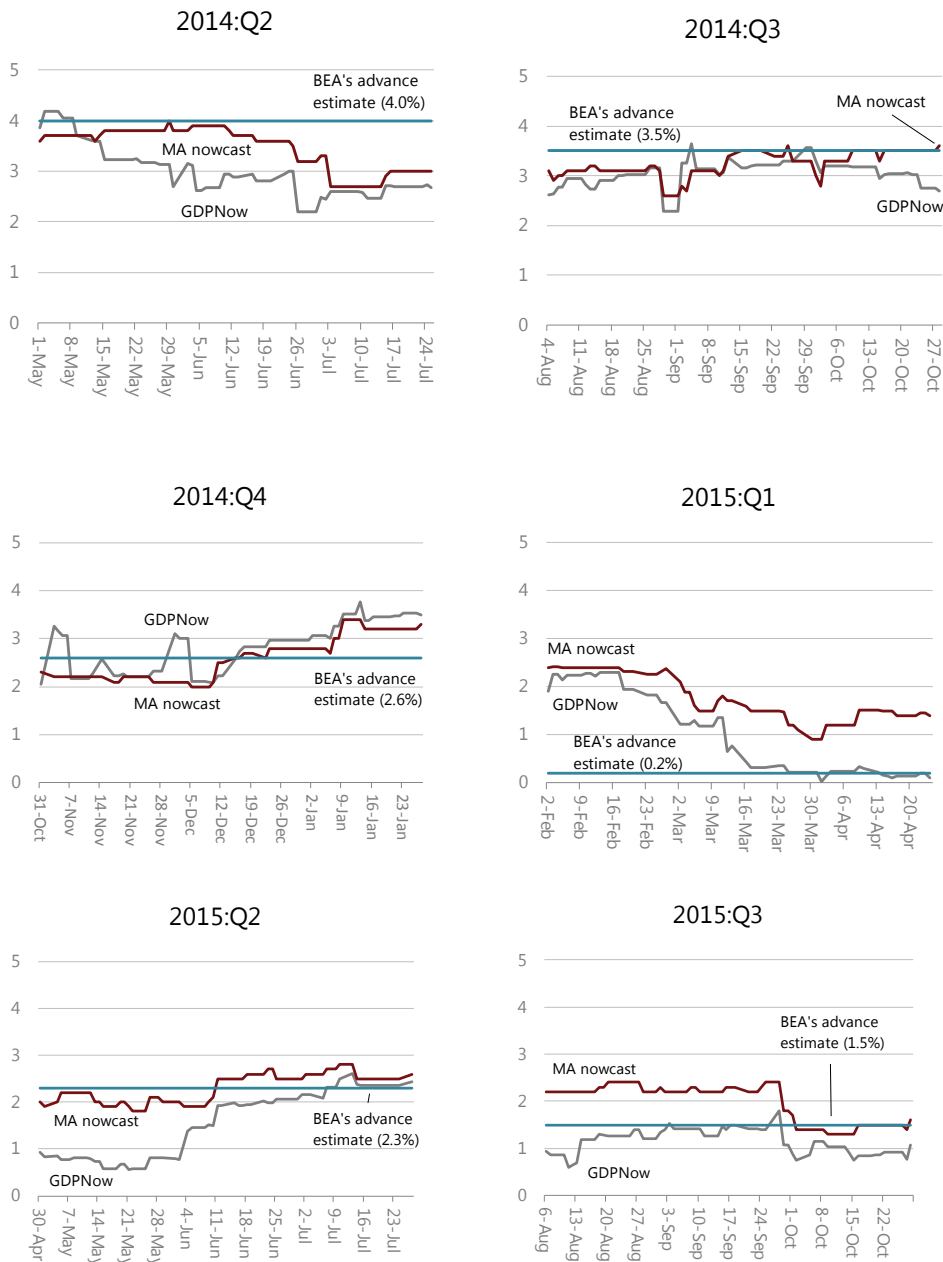 2014:Q2
5
4
3
2
1
0
BEA's advance
estimate (4.0%)
MA nowcast
GDPNow
1-May
8-May
15-May
22-May
29-May
5-Jun
12-Jun
19-Jun
26-Jun
3-Jul
10-Jul
17-Jul
24-Jul
2014:Q3
5
4
3
2
1
0
BEA's advance
estimate (3.5%)
MA nowcast
GDPNow
4-Aug
11-Aug
18-Aug
25-Aug
1-Sep
8-Sep
15-Sep
22-Sep
29-Sep
6-Oct
13-Oct
20-Oct
27-Oct
2014:Q4
5
4
3
2
1
0
GDPNow
MA nowcast
BEA's advance
estimate (2.6%)
31-Oct
7-Nov
14-Nov
21-Nov
28-Nov
5-Dec
12-Dec
19-Dec
26-Dec
2-Jan
9-Jan
16-Jan
23-Jan
2015:Q1
5
4
3
2
1
0
MA nowcast
GDPNow
BEA's advance
estimate (0.2%)
2-Feb
9-Feb
16-Feb
23-Feb
2-Mar
9-Mar
16-Mar
23-Mar
30-Mar
6-Apr
13-Apr
20-Apr
2015:Q2
5
4
3
2
1
0
MA nowcast
GDPNow
BEA's advance
estimate (2.3%)
30-Apr
7-May
14-May
21-May
28-May
4-Jun
11-Jun
18-Jun
25-Jun
2-Jul
9-Jul
16-Jul
23-Jul
2015:Q3
5
4
3
2
1
0
BEA's advance
estimate (1.5%)
MA nowcast
GDPNow
6-Aug
13-Aug
20-Aug
27-Aug
3-Sep
10-Sep
17-Sep
24-Sep
1-Oct
8-Oct
15-Oct
22-Oct